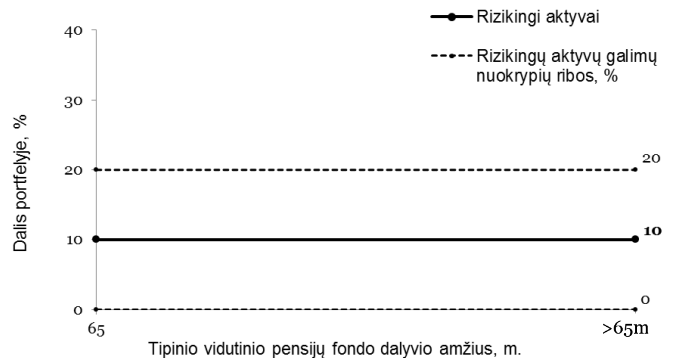 Rizikingi aktyvai
Rizikingų aktyvų galimų
nuokrypių ribos, %
Dalis portfelyje, %
40
30
20
10
0
20
10
0
65
>65m
Tipinio vidutinio pensijų fondo dalyvio amžius, m.